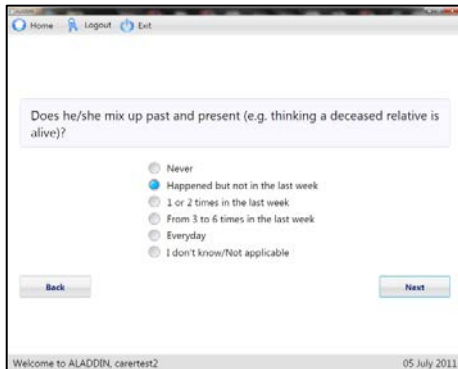 Home Logout Exit
Does he/she mix up past and present (e.g. thinking a deceased relative is
alive)?
Never
Happened but not in the last week
1 or 2 times in the last week
From 3 to 6 times in the last week
Everyday
I don't know/Not applicable
Back Next
Welcome to ALADDIN, carertest2 05 July 2011